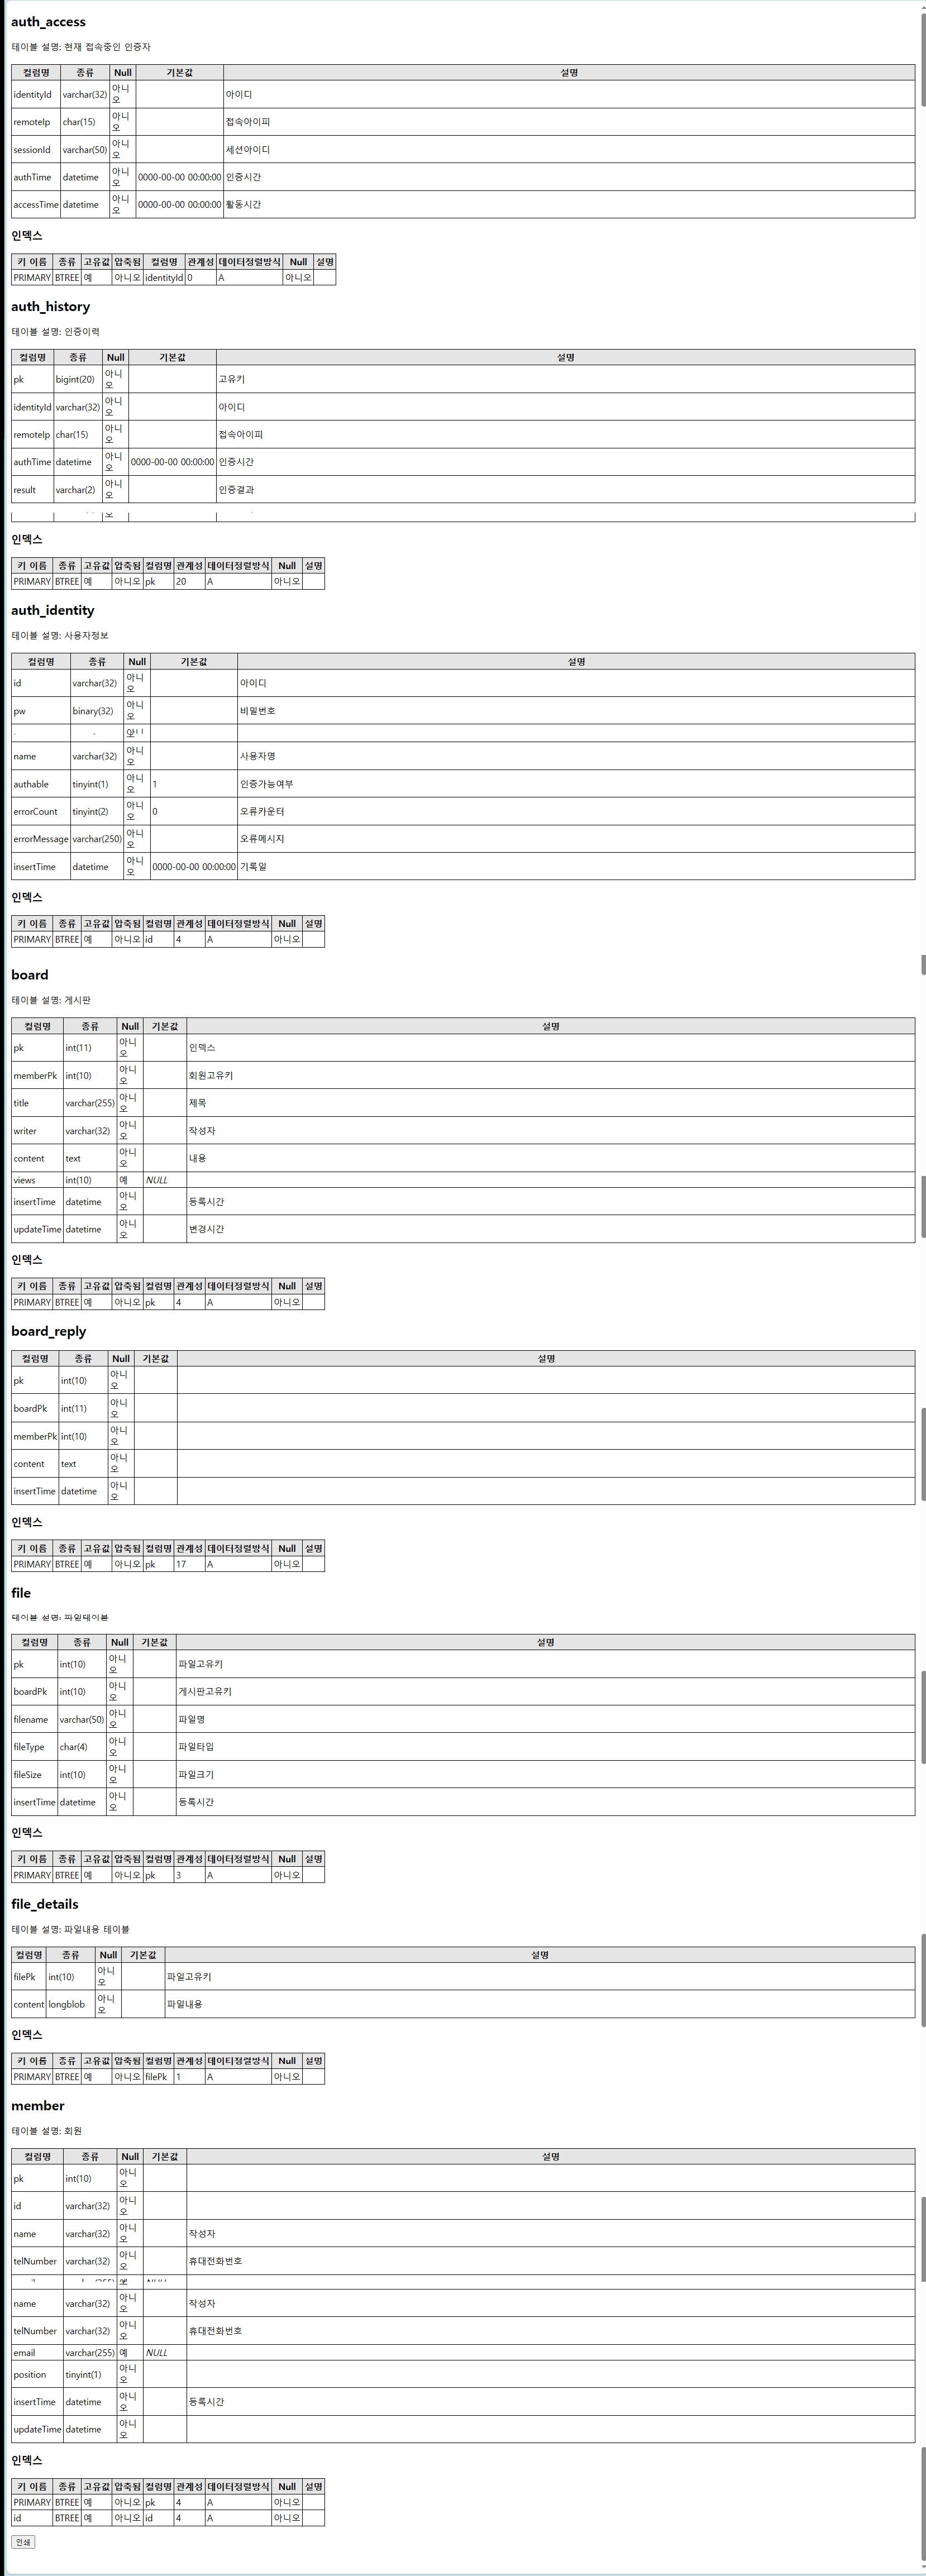 auth_access
테이블 설명: 현재 접속중인 인증자
컬럼명 종류 Null 기본값 설명
identityId varchar(32) 아니오 아이디
remoteIp char(15) 아니오 접속아이피
sessionId varchar(50) 아니오 세션아이디
authTime datetime 아니오 0000-00-00 00:00:00 인증시간
accessTime datetime 아니오 0000-00-00 00:00:00 활동시간
인덱스
키 이름 종류 고유값 압축됨 컬럼명 관계성 데이터정렬방식 Null 설명
PRIMARY BTREE 예 아니오 identityId 0 A 아니오
auth_history
테이블 설명: 인증이력
컬럼명 종류 Null 기본값 설명
pk bigint(20) 아니오 고유키
identityId varchar(32) 아니오 아이디
remoteIp char(15) 아니오 접속아이피
authTime datetime 아니오 0000-00-00 00:00:00 인증시간
result varchar(2) 아니오 인증결과
오
인덱스
키 이름 종류 고유값 압축됨 컬럼명 관계성 데이터정렬방식 Null 설명
PRIMARY BTREE 예 아니오 pk 20 A 아니오
auth_identity
테이블 설명: 사용자정보
컬럼명 종류 Null 기본값 설명
id varchar(32) 아니오 아이디
pw binary(32) 아니오 비밀번호
name varchar(32) 아니오 사용자명
authable tinyint(1) 아니오 1 인증가능여부
errorCount tinyint(2) 아니오 0 오류카운터
errorMessage varchar(250) 아니오 오류메시지
insertTime datetime 아니오 0000-00-00 00:00:00 기록일
인덱스
키 이름 종류 고유값 압축됨 컬럼명 관계성 데이터정렬방식 Null 설명
PRIMARY BTREE 예 아니오 id 4 A 아니오
board
테이블 설명: 게시판
컬럼명 종류 Null 기본값 설명
pk int(11) 아니오 인덱스
memberPk int(10) 아니오 회원고유키
title varchar(255) 아니오 제목
writer varchar(32) 아니오 작성자
content text 아니오 내용
views int(10) 예 NULL
insertTime datetime 아니오 등록시간
updateTime datetime 아니오 변경시간
인덱스
키 이름 종류 고유값 압축됨 컬럼명 관계성 데이터정렬방식 Null 설명
PRIMARY BTREE 예 아니오 pk 4 A 아니오
board_reply
컬럼명 종류 Null 기본값 설명
pk int(10) 아니오
boardPk int(11) 아니오
memberPk int(10) 아니오
content text 아니오
insertTime datetime 아니오
인덱스
키 이름 종류 고유값 압축됨 컬럼명 관계성 데이터정렬방식 Null 설명
PRIMARY BTREE 예 아니오 pk 17 A 아니오
file
테이블 설명: 파일테이블
컬럼명 종류 Null 기본값 설명
pk int(10) 아니오 파일고유키
boardPk int(10) 아니오 게시판고유키
filename varchar(50) 아니오 파일명
fileType char(4) 아니오 파일타입
fileSize int(10) 아니오 파일크기
insertTime datetime 아니오 등록시간
인덱스
키 이름 종류 고유값 압축됨 컬럼명 관계성 데이터정렬방식 Null 설명
PRIMARY BTREE 예 아니오 pk 3 A 아니오
file_details
테이블 설명: 파일내용 테이블
컬럼명 종류 Null 기본값 설명
filePk int(10) 아니오 파일고유키
content longblob 아니오 파일내용
인덱스
키 이름 종류 고유값 압축됨 컬럼명 관계성 데이터정렬방식 Null 설명
PRIMARY BTREE 예 아니오 filePk 1 A 아니오
member
테이블 설명: 회원
컬럼명 종류 Null 기본값 설명
pk int(10) 아니오
id varchar(32) 아니오
name varchar(32) 아니오 작성자
telNumber varchar(32) 아니오 휴대전화번호
name varchar(32) 아니오 작성자
telNumber varchar(32) 아니오 휴대전화번호
email varchar(255) 예 NULL
position tinyint(1) 아니오
insertTime datetime 아니오 등록시간
updateTime datetime 아니오
인덱스
키 이름 종류 고유값 압축됨 컬럼명 관계성 데이터정렬방식 Null 설명
PRIMARY BTREE 예 아니오 pk 4 A 아니오
id BTREE 예 아니오 id 4 A 아니오
인쇄